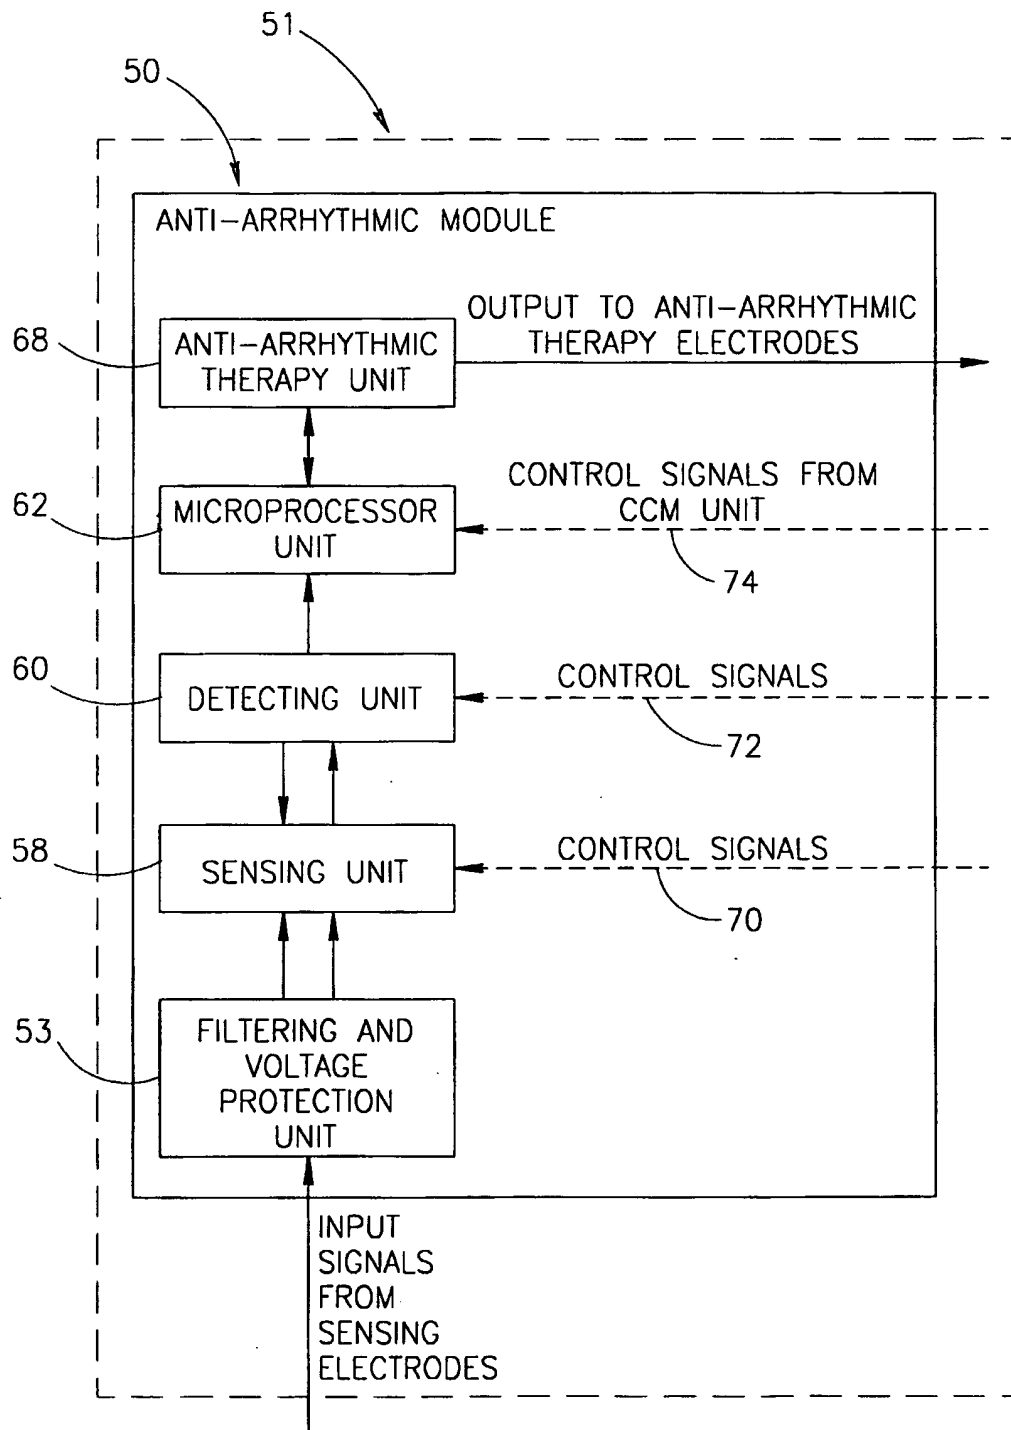 51
50
ANTI-ARRHYTHMIC MODULE
OUTPUT TO ANTI-ARRHYTHMIC
THERAPY ELECTRODES
68
ANTI-ARRHYTHMIC
THERAPY UNIT
CONTROL SIGNALS FROM
CCM UNIT
62
MICROPROCESSOR
UNIT
74
60
DETECTING UNIT
CONTROL SIGNALS
72
58
SENSING UNIT
CONTROL SIGNALS
70
53
FILTERING AND
VOLTAGE
PROTECTION
UNIT
INPUT
SIGNALS
FROM
SENSING
ELECTRODES